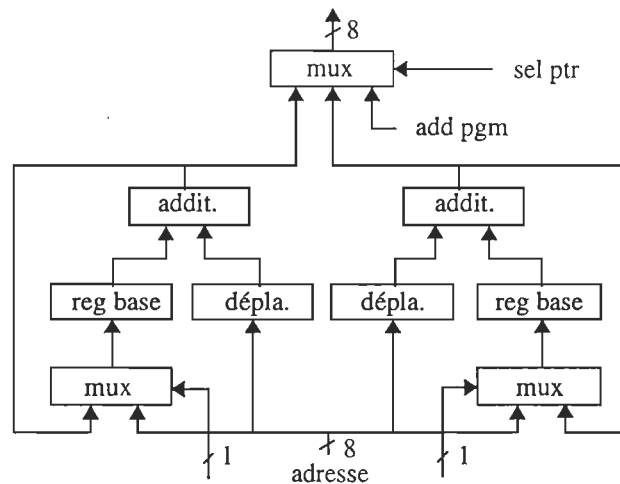 8
mux
sel ptr
add pgm
addit.
addit.
reg base
dépla.
dépla.
reg base
mux
mux
1
8
1
adresse